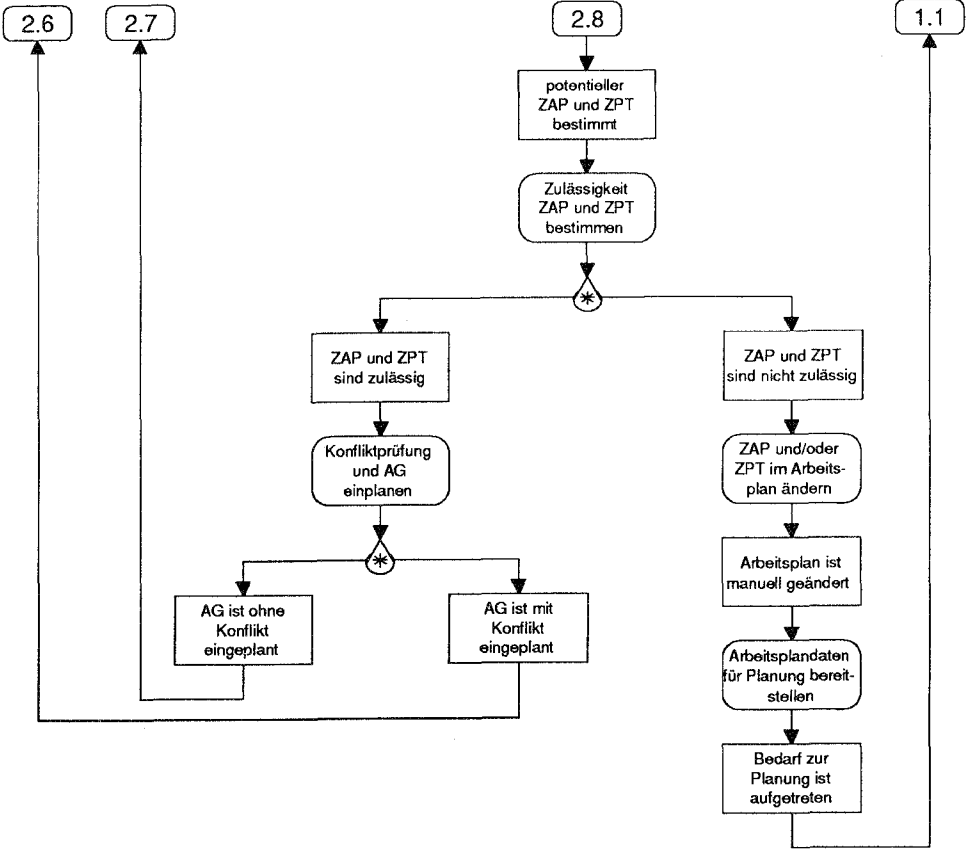 2.6
2.7
2.8
1.1
potentieller
ZAP und ZPT
bestimmt
Zulässigkeit
ZAP und ZPT
bestimmen
*
ZAP und ZPT
sind zulässig
ZAP und ZPT
sind nicht zulässig
Konfliktprüfung
und AG
einplanen
ZAP und/oder
ZPT im Arbeits-
plan ändern
*
AG ist ohne
Konflikt
eingeplant
AG ist mit
Konflikt
eingeplant
Arbeitsplan ist
manuell geändert
Arbeitsplandaten
für Planung bereit-
stellen
Bedarf zur
Planung ist
aufgetreten